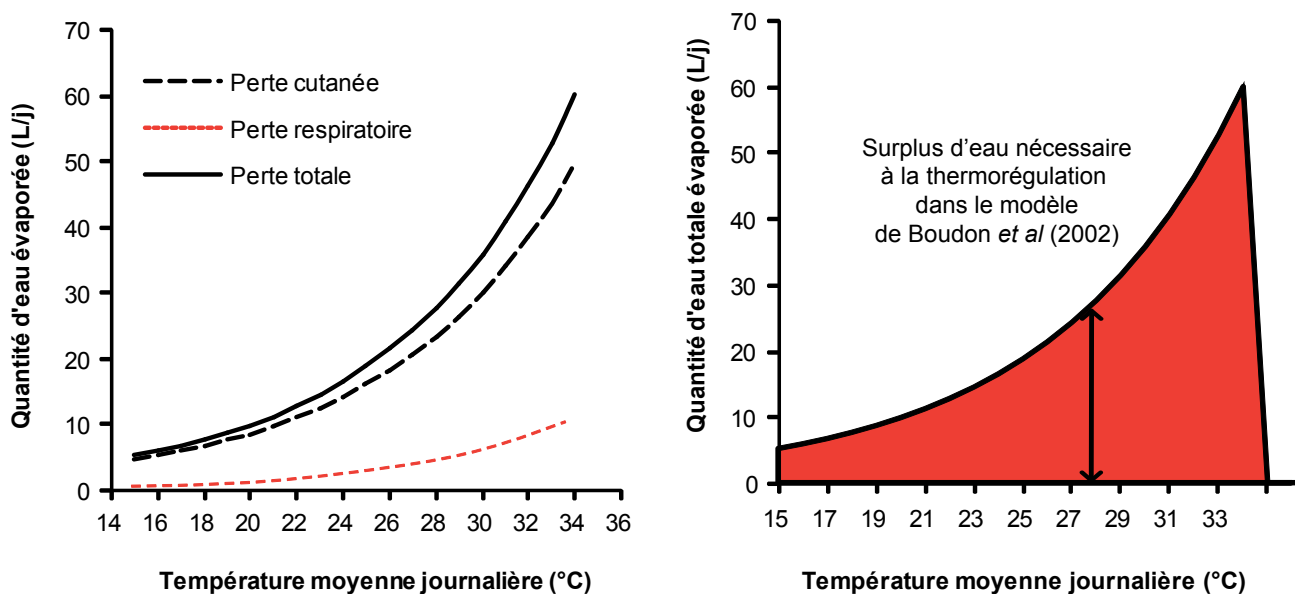 70
60
50
40
30
20
10
0
Quantité d'eau évaporée (L/j)
Perte cutanée
Perte respiratoire
Perte totale
14 16 18 20 22 24 26 28 30 32 34 36
Température moyenne journalière (°C)
70
60
50
40
30
20
10
0
Quantité d'eau totale évaporée (L/j)
Surplus d’eau nécessaire
à la thermorégulation
dans le modèle
de Boudon et al (2002)
15 17 19 21 23 25 27 29 31 33
Température moyenne journalière (°C)